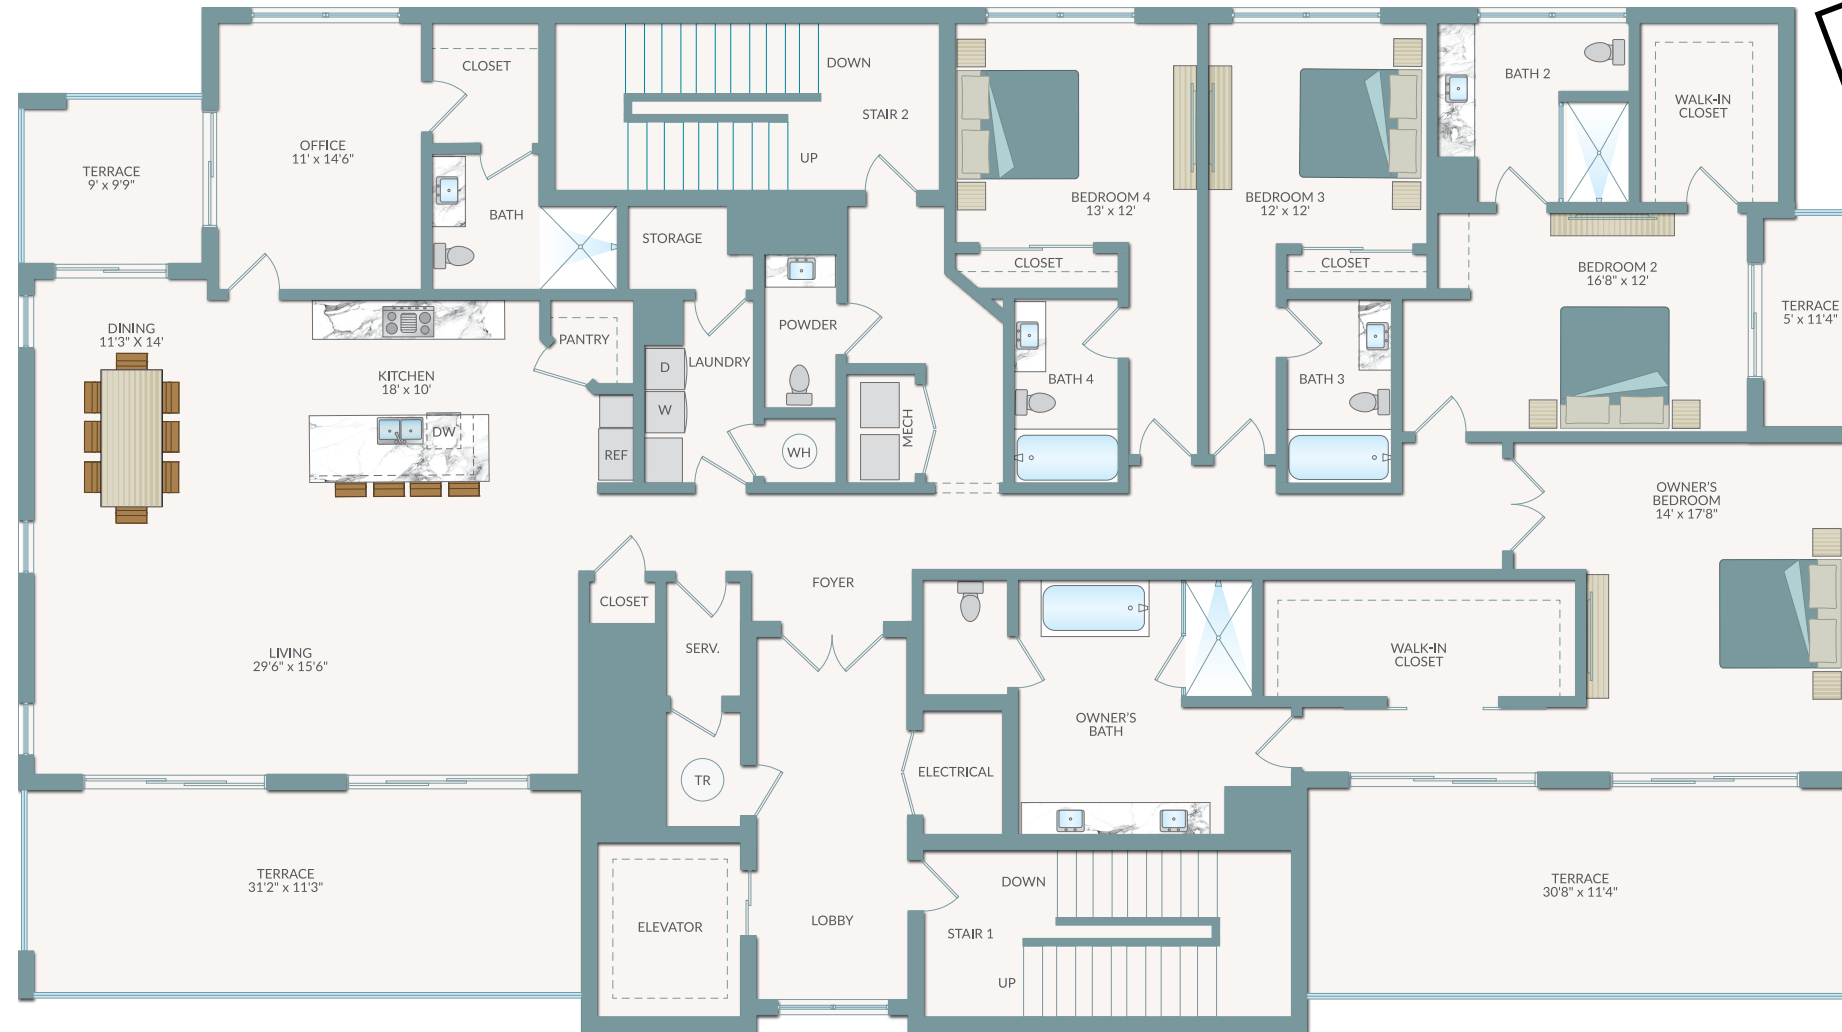 CLOSET
DOWN
BATH 2
STAIR 2
WALK-IN
CLOSET
OFFICE
11' x 14'6"
UP
TERRACE
9' x 9'9"
BEDROOM 4
13' x 12'
BEDROOM 3
12' x 12'
BATH
STORAGE
CLOSET
CLOSET
BEDROOM 2
16'8" x 12'
TERRACE
5' x 11'4"
DINING
11'3" X 14'
POWDER
PANTRY
LAUNDRY
D
KITCHEN
18' x 10'
BATH 4
BATH 3
W
DW
MECH
REF
WH
OWNER'S
BEDROOM
14' x 17'8"
FOYER
CLOSET
SERV.
LIVING
29'6" x 15'6"
WALK-IN
CLOSET
OWNER'S
BATH
TR
ELECTRICAL
TERRACE
31'2" x 11'3"
DOWN
TERRACE
30'8" x 11'4"
ELEVATOR
LOBBY
STAIR 1
UP